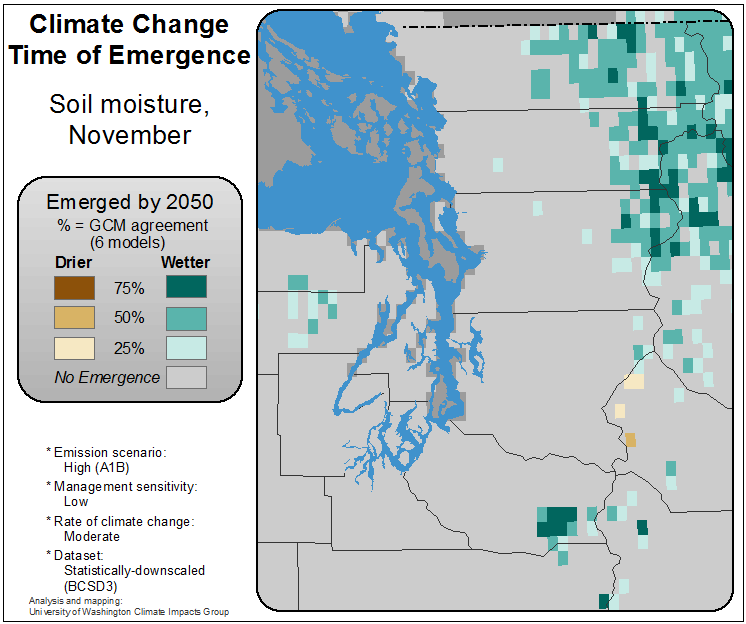 Climate Change
Time of Emergence
Soil moisture,
November
Emerged by 2050
% = GCM agreement
(6 models)
Drier Wetter
75%
50%
25%
No Emergence
* Emission scenario:
High (A1B)
* Management sensitivity:
Low
* Rate of climate change:
Moderate
* Dataset:
Statistically-downscaled
(BCSD3)
Analysis and mapping:
University of Washington Climate Impacts Group